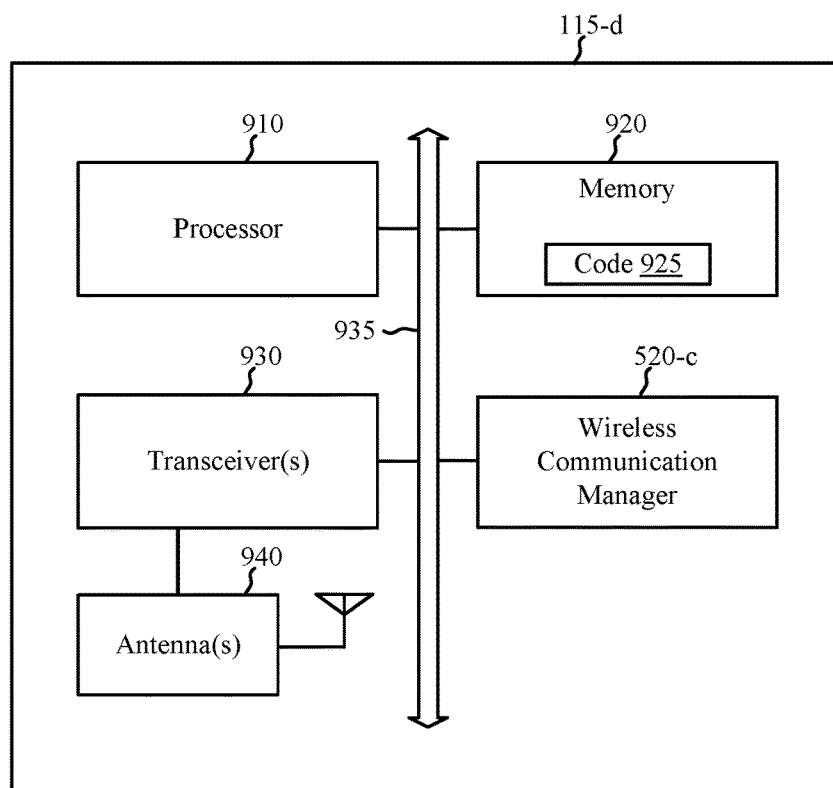 115-d
910
920
Processor
Memory
Code 925
935
930
520-c
Transceiver(s)
Wireless
Communication
Manager
940
Antenna(s)